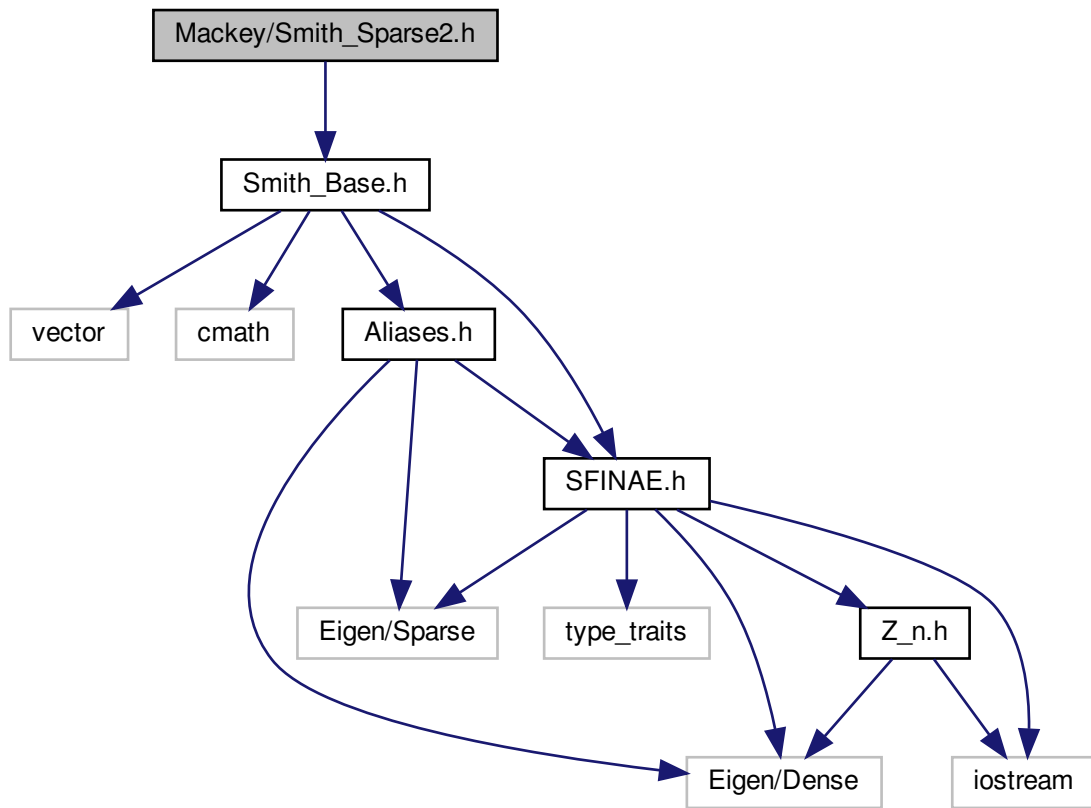 Mackey/Smith_Sparse2.h
Smith_Base.h
vector
cmath
Aliases.h
SFINAE.h
Eigen/Sparse
type_traits
Z_n.h
Eigen/Dense
iostream